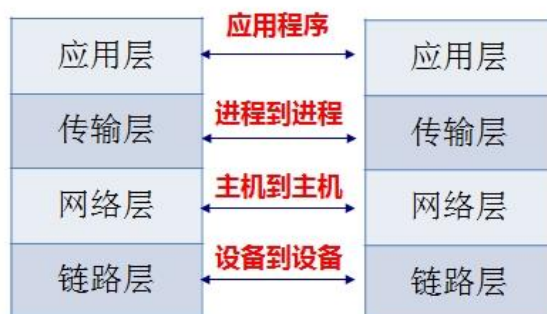 应用程序
应用层
应用层
进程到进程
传输层
传输层
主机到主机
网络层
网络层
设备到设备
链路层
链路层